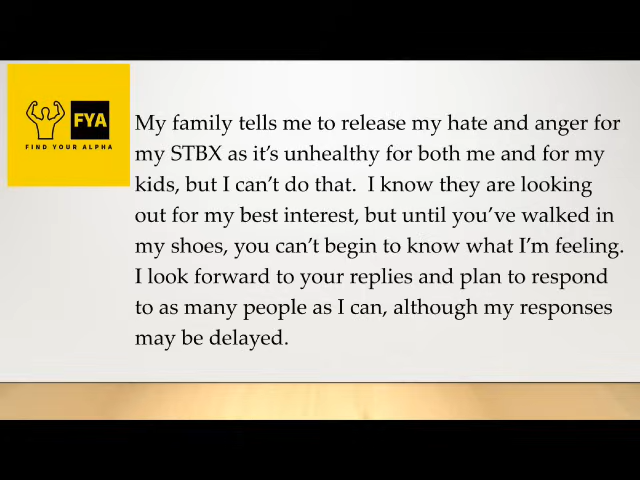 FYA
FIND YOUR ALPHA
My family tells me to release my hate and anger for
my STBX as it’s unhealthy for both me and for my
kids, but I can’t do that.  I know they are looking
out for my best interest, but until you’ve walked in
my shoes, you can’t begin to know what I’m feeling.
I look forward to your replies and plan to respond
to as many people as I can, although my responses
may be delayed.